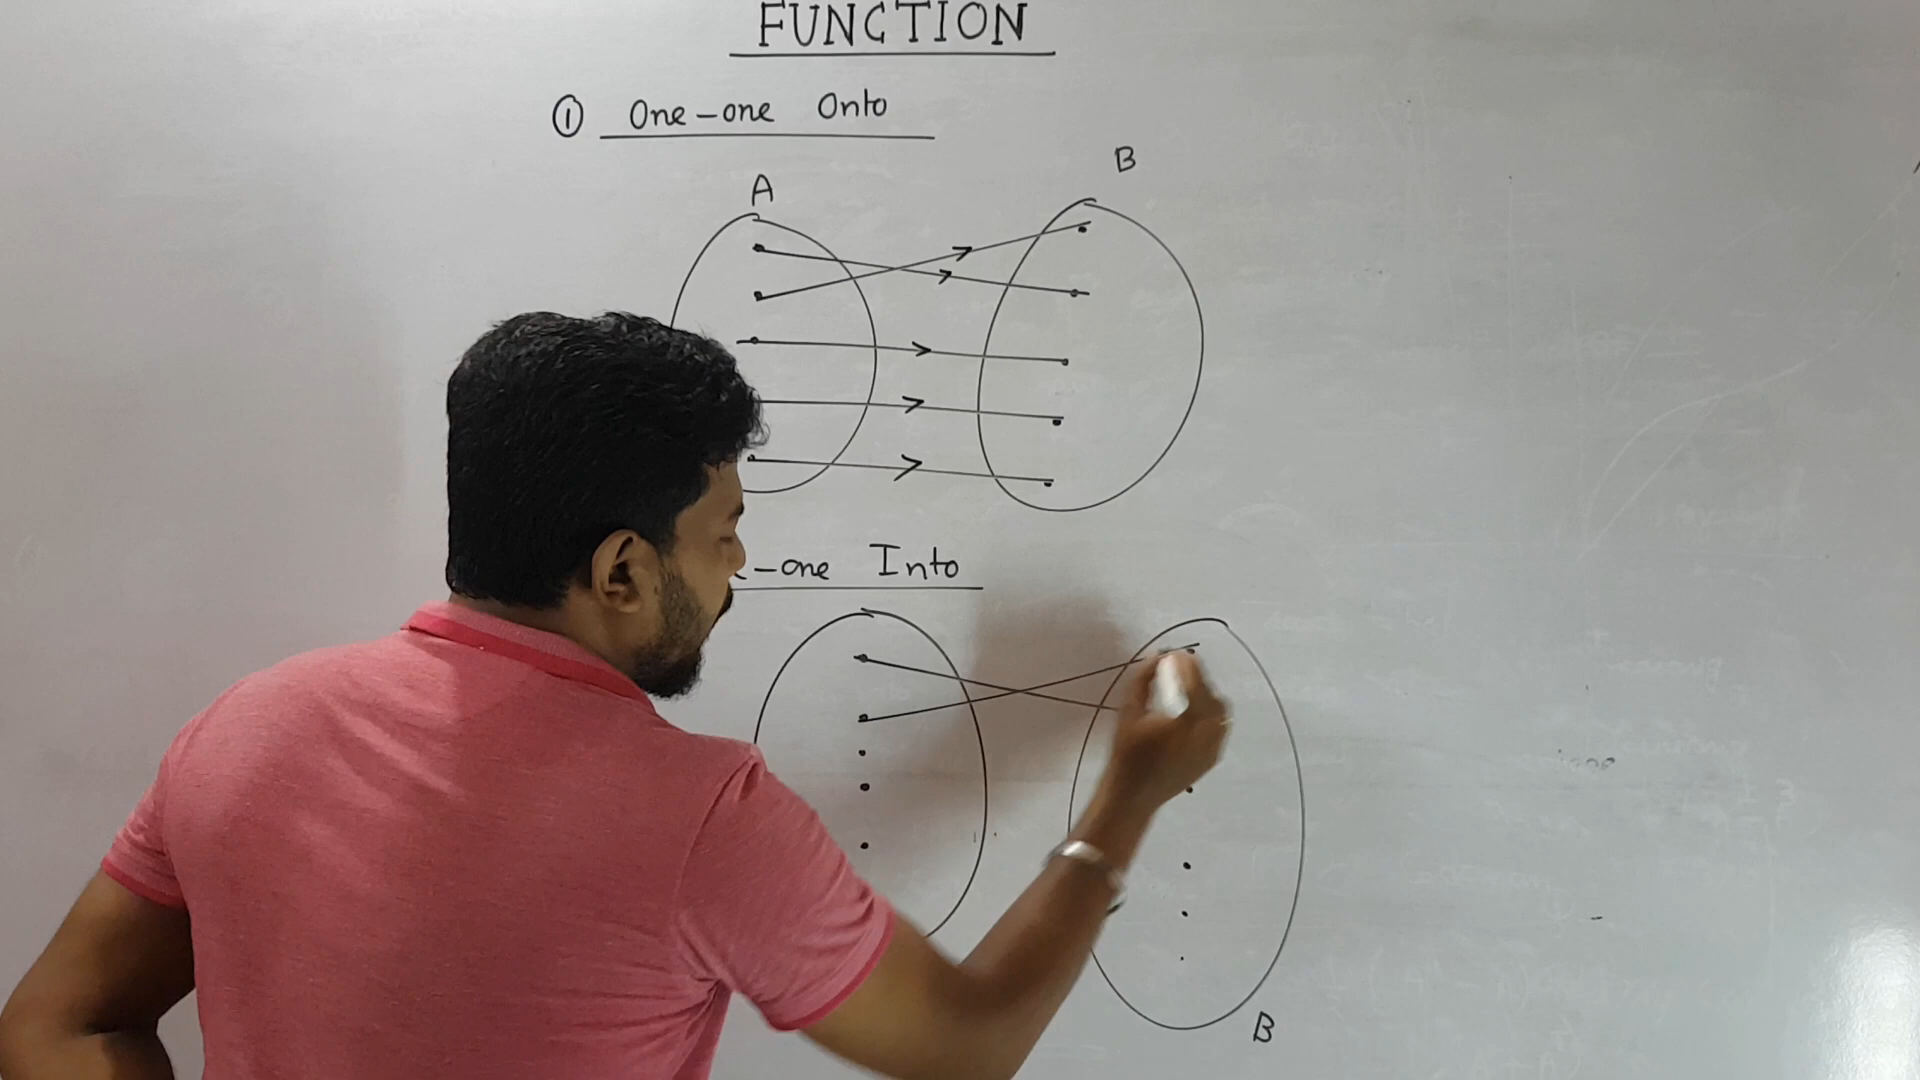 FUNCTION
① One-one Onto
A
B
-one Into
B